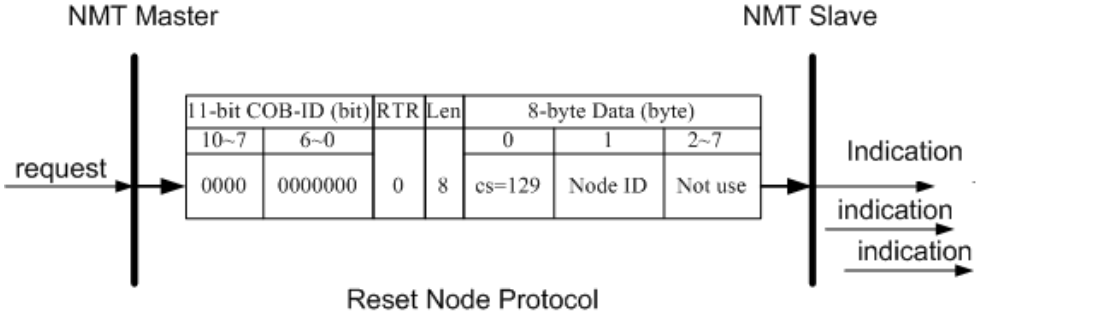 NMT Master NMT Slave
11-bit COB-ID (bit) RTR Len 8-byte Data (byte)
10~7 6~0 0 1 2~7
request 0000 0000000 0 8 cs=129 Node ID Not use Indication
indication
indication
Reset Node Protocol